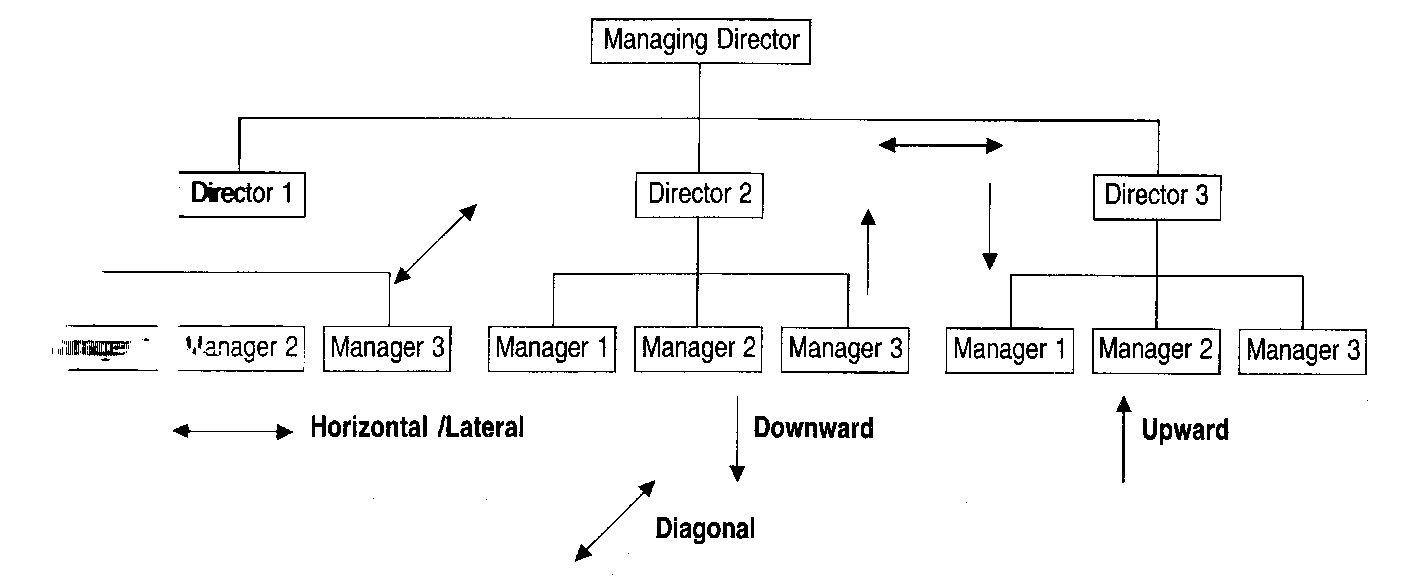 Managing Director
Director 1
Director 2
Director 3
Manager 2
Manager 3
Manager 1
Manager 2
Manager 3
Manager 1
Manager 2
Manager 3
Horizontal /Lateral
Downward
Upward
Diagonal